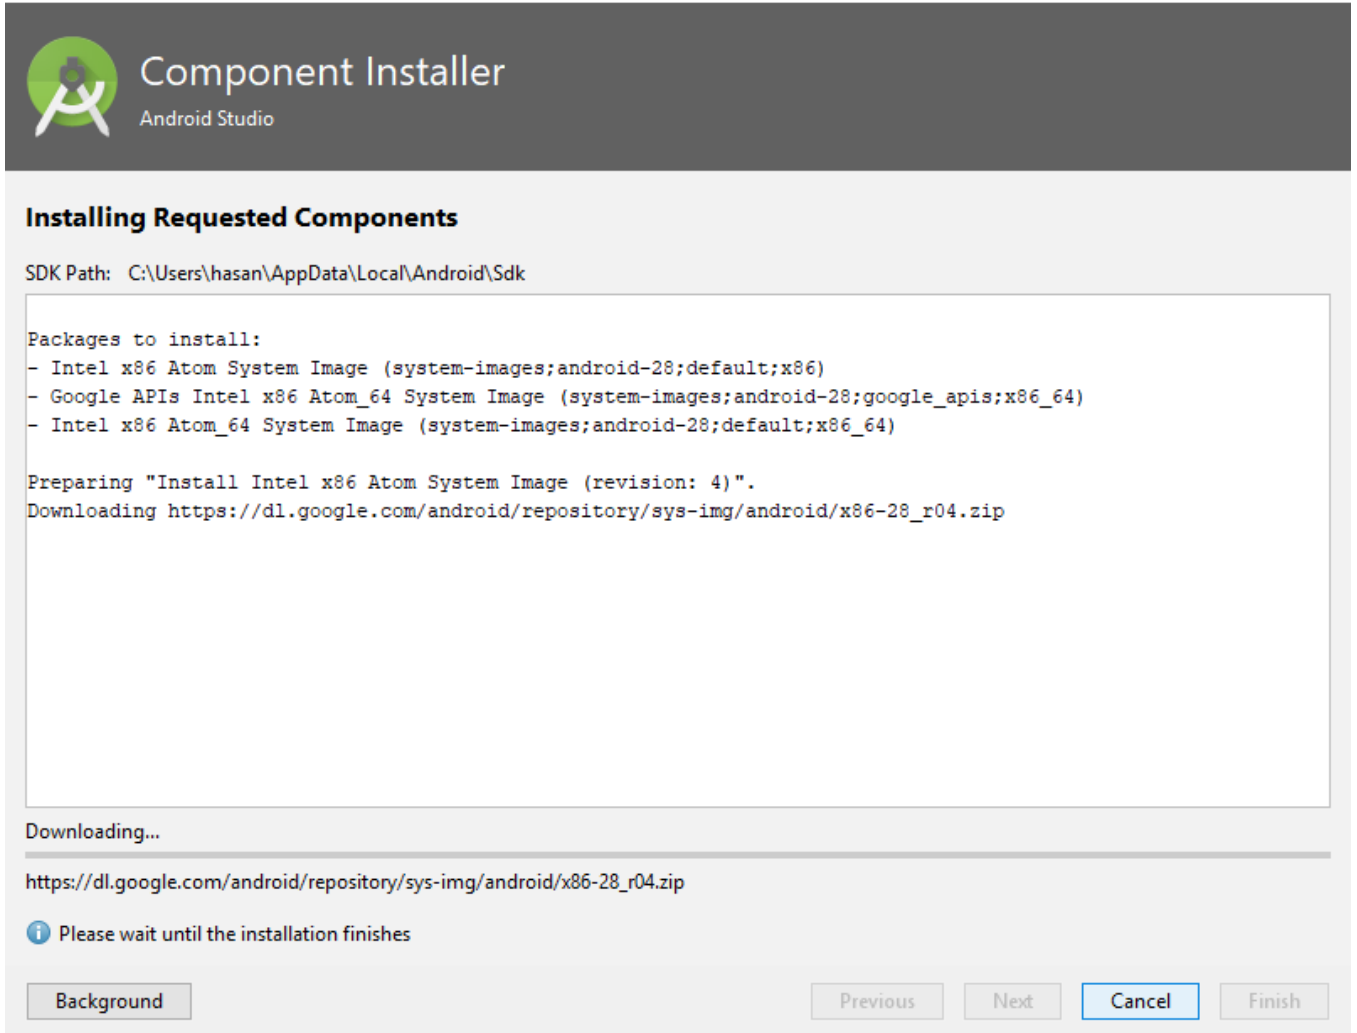 Component Installer
Android Studio
Installing Requested Components
SDK Path: C:\Users\hasan\AppData\Local\Android\Sdk
Packages to install:
- Intel x86 Atom System Image (system-images;android-28;default;x86)
- Google APIs Intel x86 Atom_64 System Image (system-images;android-28;google_apis;x86_64)
- Intel x86 Atom_64 System Image (system-images;android-28;default;x86_64)
Preparing "Install Intel x86 Atom System Image (revision: 4)".
Downloading https://dl.google.com/android/repository/sys-img/android/x86-28_r04.zip
Downloading...
https://dl.google.com/android/repository/sys-img/android/x86-28_r04.zip
Please wait until the installation finishes
Background Previous Next Cancel Finish